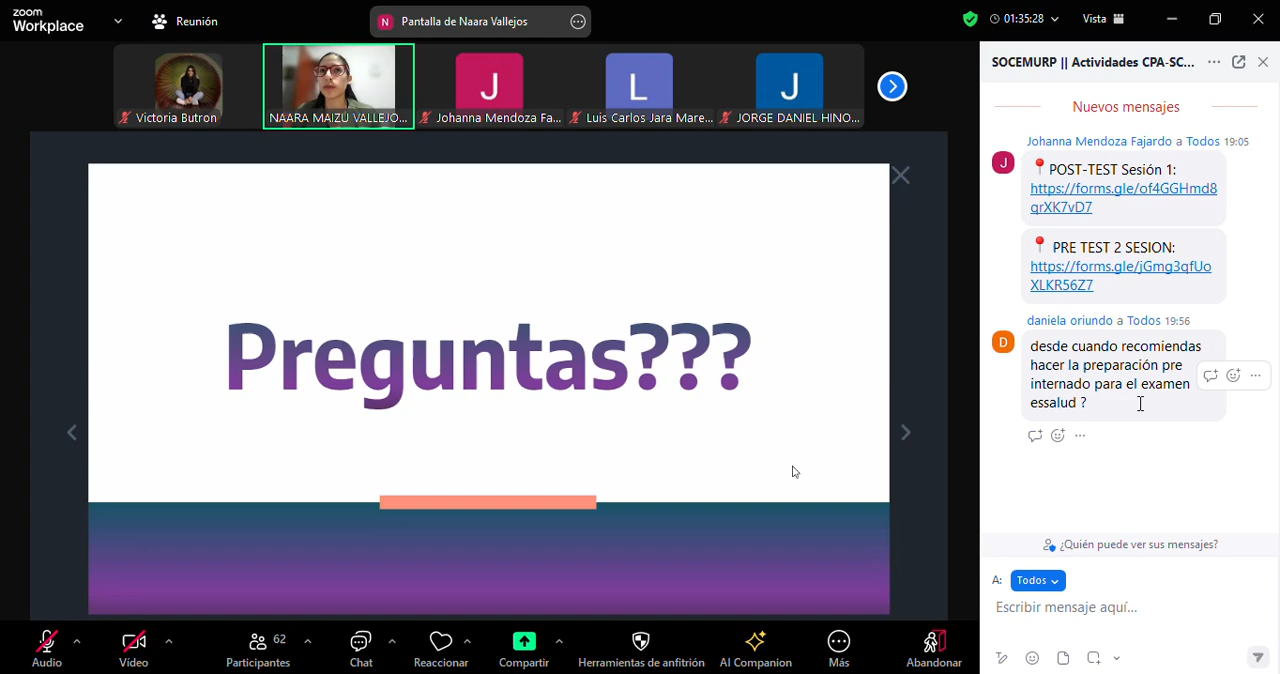 zoom
Workplace
Reunión
N Pantalla de Naara Vallejos
01:35:28
Vista
Victoria Butron
NAARA MAIZÚ VALLEJO...
J
Johanna Mendoza Fa...
L
Luis Carlos Jara Mare...
J
JORGE DANIEL HINO...
SOCEMURP || Actividades CPA-SC...
Nuevos mensajes
Johanna Mendoza Fajardo a Todos 19:05
J
POST-TEST Sesión 1:
https://forms.gle/of4GGHmd8
qrXK7vD7
PRE TEST 2 SESION:
https://forms.gle/jGmg3qfUo
XLKR56Z7
daniela oriundo a Todos 19:56
D
desde cuando recomiendas
hacer la preparación pre
internado para el examen
essalud ?
Preguntas???
¿Quién puede ver sus mensajes?
A: Todos
Escribir mensaje aquí...
Audio
Vídeo
62
Participantes
Chat
Reaccionar
Compartir
Herramientas de anfitrión
AI Companion
Más
Abandonar